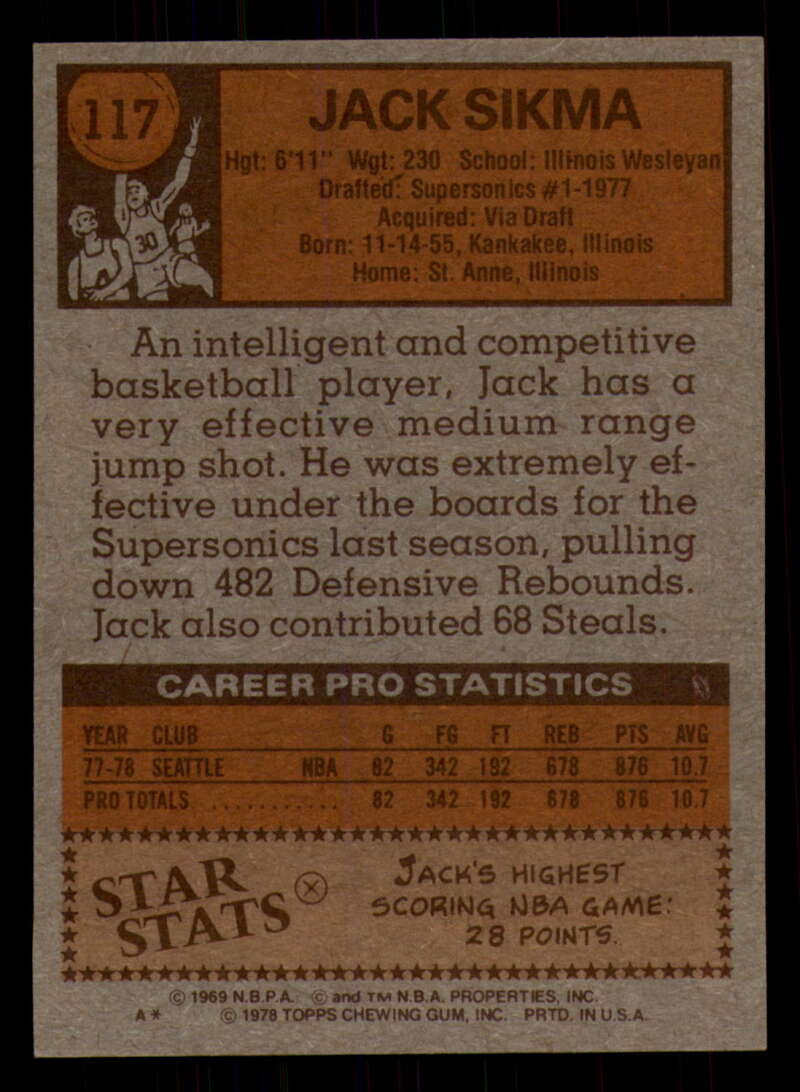 117
JACK SIKMA
Hgt: 6'11" Wgt: 230 School: Illinois Wesleyan
Drafted: Supersonics #1-1977
Acquired: Via Draft
Born: 11-14-55, Kankakee, Illinois
Home: St. Anne, Illinois
30
An intelligent and competitive
basketball player, Jack has a
very effective medium range
jump shot. He was extremely ef-
fective under the boards for the
Supersonics last season, pulling
down 482 Defensive Rebounds.
Jack also contributed 68 Steals.
CAREER PRO STATISTICS
YEAR CLUB G FG FT REB PTS AVG
77-78 SEATTLE NBA 82 342 192 678 876 10.7
PRO TOTALS ............ 82 342 192 678 876 10.7
STAR
STATS
JACK'S HIGHEST
SCORING NBA GAME:
28 POINTS.
© 1969 N.B.P.A. © and TM N.B.A. PROPERTIES, INC.
A* © 1978 TOPPS CHEWING GUM, INC. PRTD. IN U.S.A.